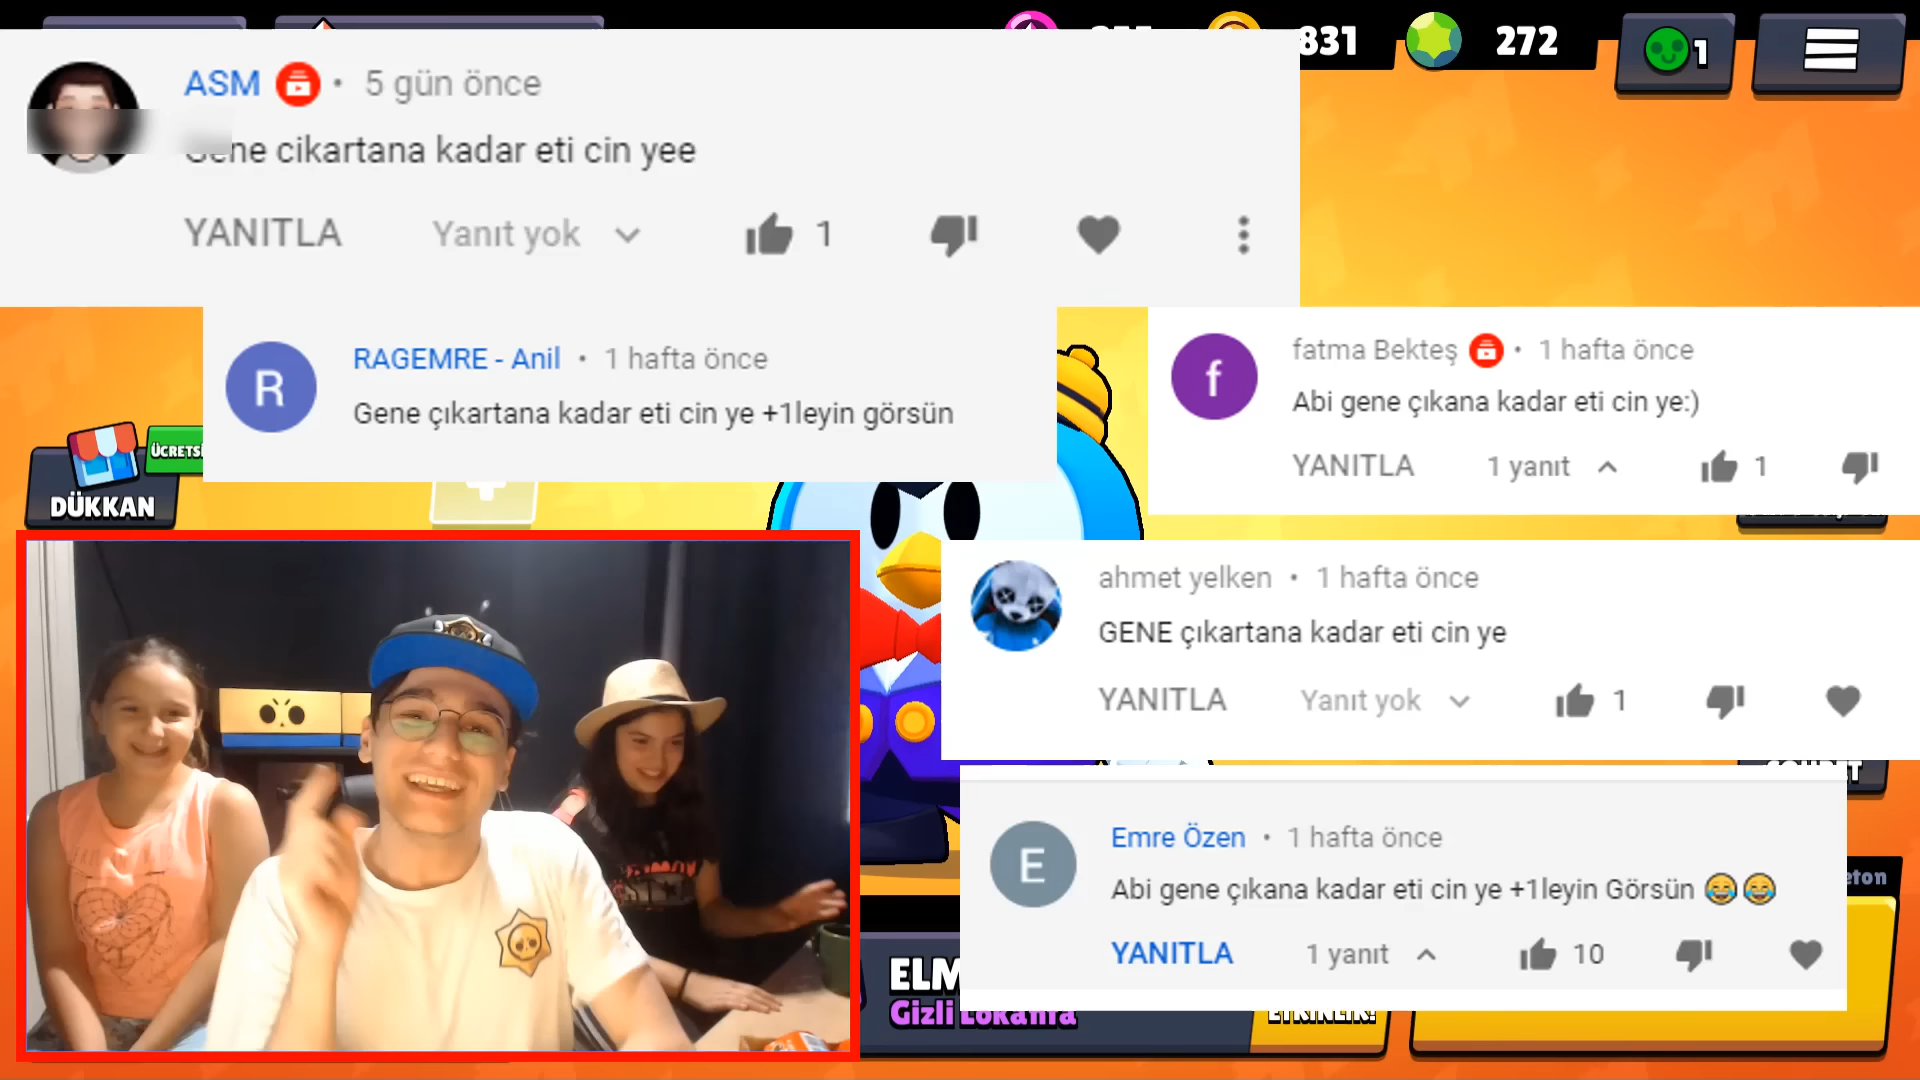 831
272
1
ASM • 5 gün önce
Gene cikartana kadar eti cin yee
YANITLA Yanıt yok 1
RAGEMRE - Anil • 1 hafta önce
Gene çıkartana kadar eti cin ye +1leyin görsün
fatma Bekteş • 1 hafta önce
Abi gene çıkana kadar eti cin ye:)
YANITLA 1 yanıt 1
DÜKKAN
ahmet yelken • 1 hafta önce
GENE çıkartana kadar eti cin ye
YANITLA Yanıt yok 1
Emre Özen • 1 hafta önce
Abi gene çıkana kadar eti cin ye +1leyin Görsün 😂😂
YANITLA 1 yanıt 10
ELM
Gizli Lokanta
ETKİNLİK!
R
f
E